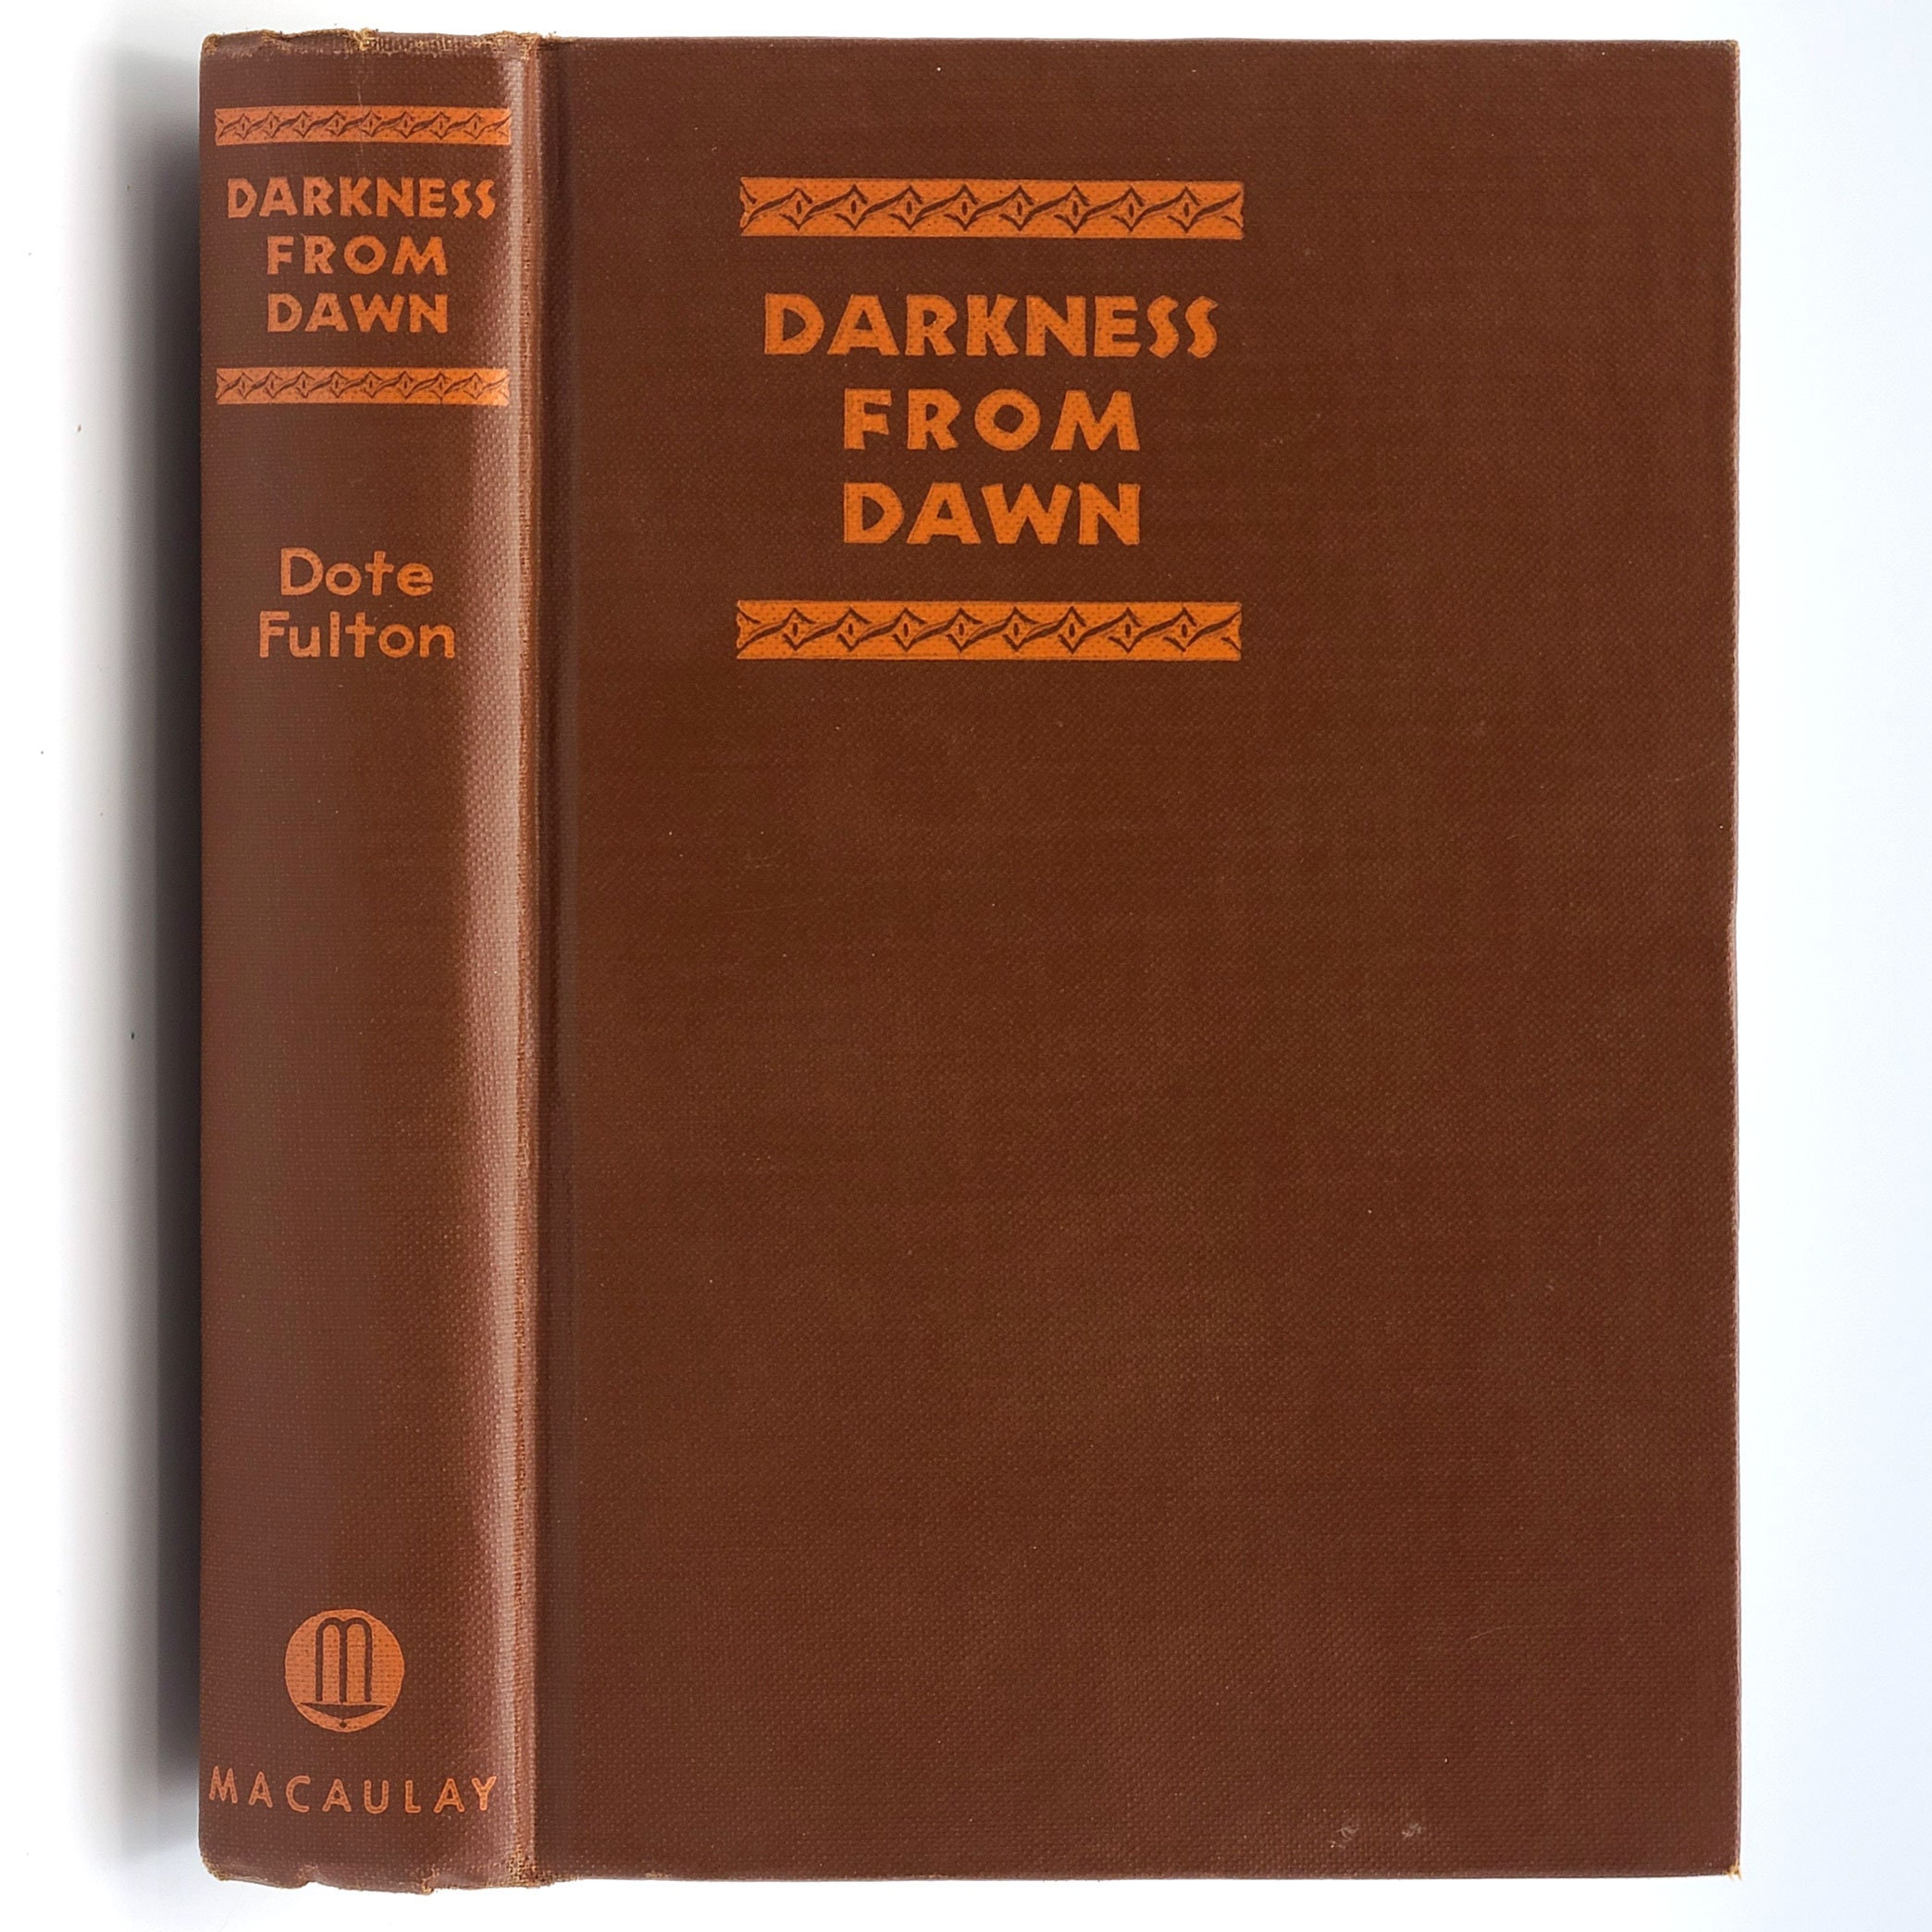 DARKNESS
FROM
DAWN
Dote
Fulton
M
MACAULAY
DARKNESS
FROM
DAWN